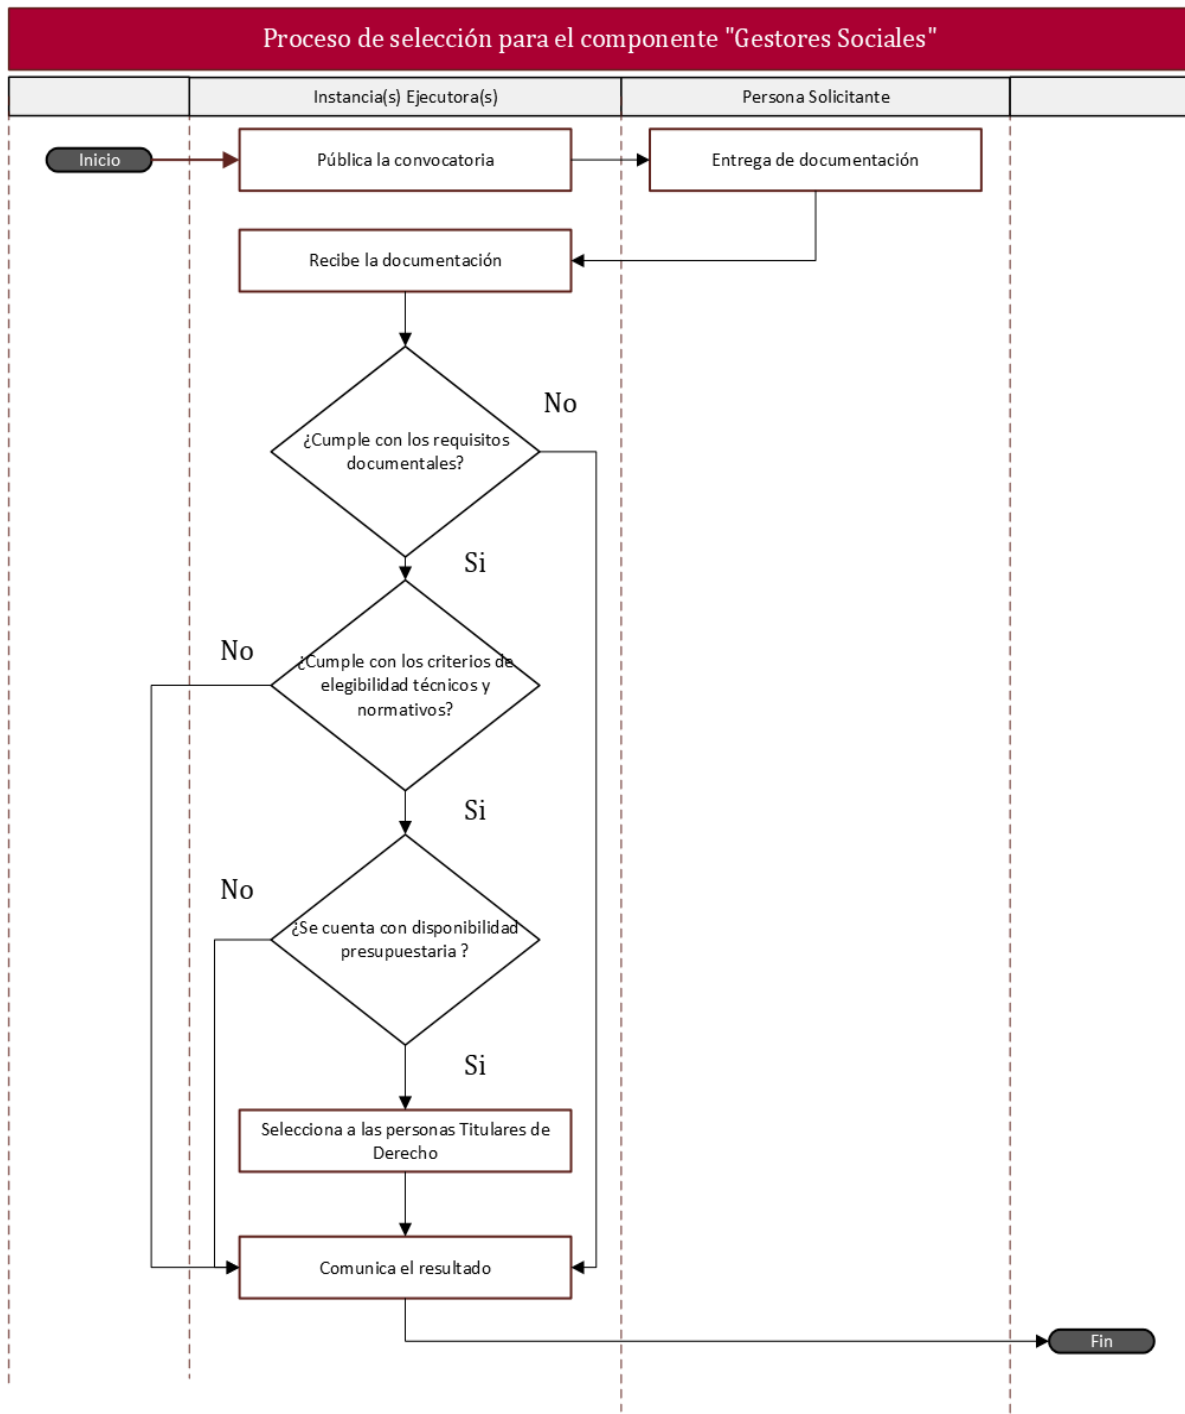 Proceso de selección para el componente "Gestores Sociales"
Instancia(s) Ejecutora(s)
Persona Solicitante
Inicio
Pública la convocatoria
Entrega de documentación
Recibe la documentación
No
¿Cumple con los requisitos
documentales?
Si
No
¿Cumple con los criterios de
elegibilidad técnicos y
normativos?
Si
No
¿Se cuenta con disponibilidad
presupuestaria ?
Si
Selecciona a las personas Titulares de
Derecho
Comunica el resultado
Fin